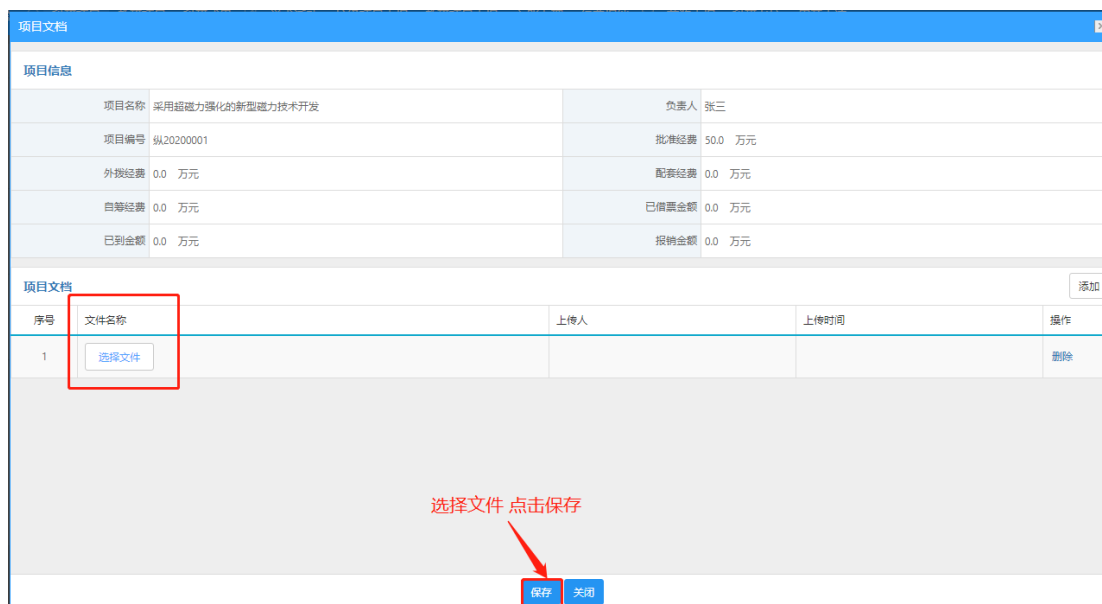 项目文档
项目信息
项目名称 采用超磁力强化的新型磁力技术开发 负责人 张三
项目编号 纵20200001 批准经费 50.0 万元
外拨经费 0.0 万元 配套经费 0.0 万元
自筹经费 0.0 万元 已借票金额 0.0 万元
已到金额 0.0 万元 报销金额 0.0 万元
项目文档 添加
序号 文件名称 上传人 上传时间 操作
1 选择文件 删除
选择文件 点击保存
保存 关闭